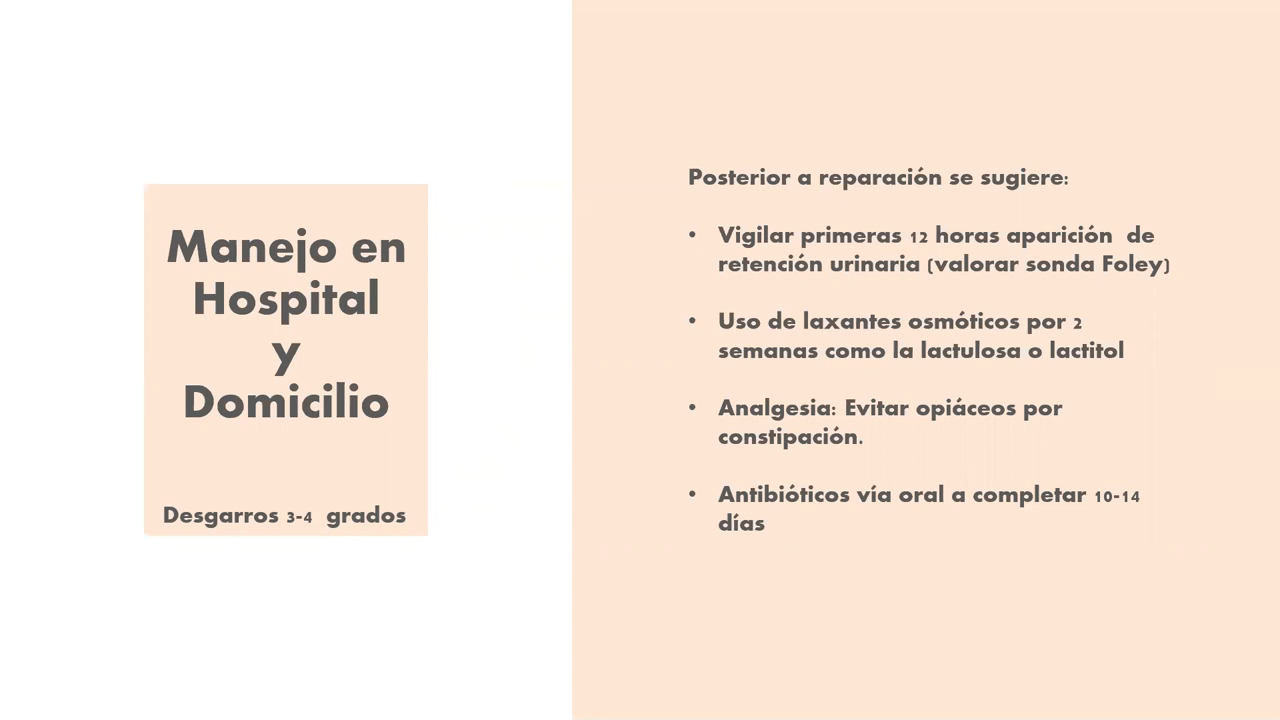 Manejo en
Hospital
y
Domicilio
Desgarros 3-4 grados
Posterior a reparación se sugiere:
• Vigilar primeras 12 horas aparición de
retención urinaria (valorar sonda Foley)
• Uso de laxantes osmóticos por 2
semanas como la lactulosa o lactitol
• Analgesia: Evitar opiáceos por
constipación.
• Antibióticos vía oral a completar 10-14
días